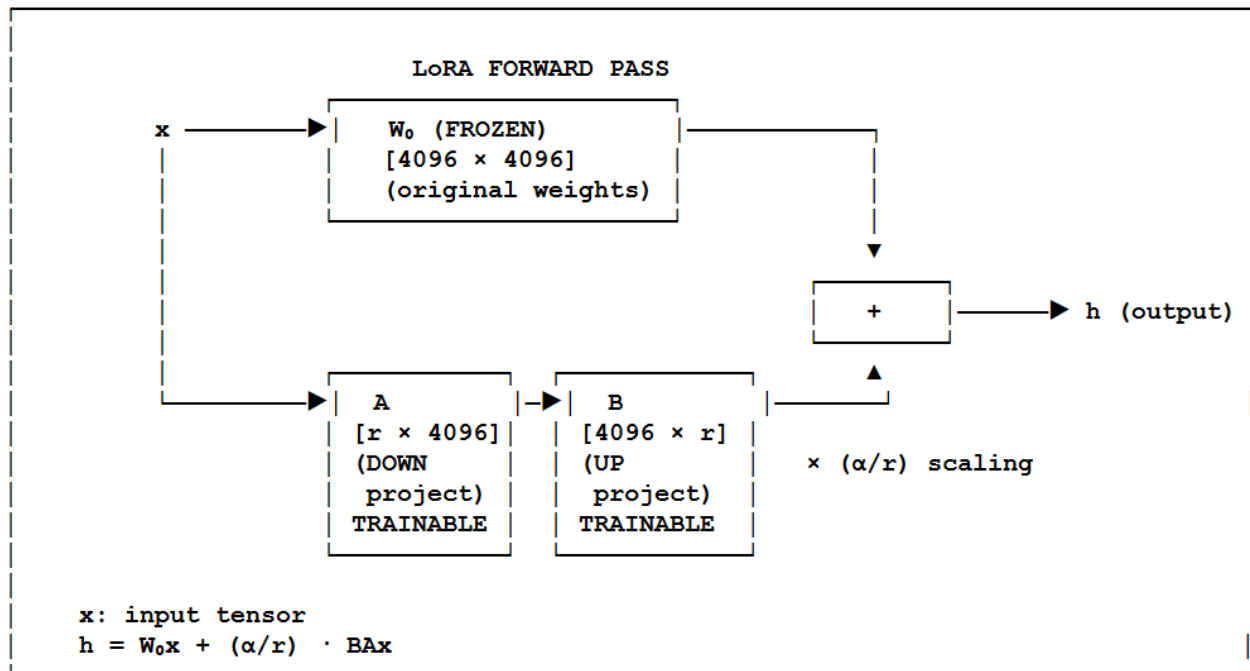 LoRA FORWARD PASS
x
W₀ (FROZEN)
[4096 × 4096]
(original weights)
+
h (output)
A
[r × 4096]
(DOWN
project)
TRAINABLE
B
[4096 × r]
(UP
project)
TRAINABLE
× (α/r) scaling
x: input tensor
h = W₀x + (α/r) · BAx